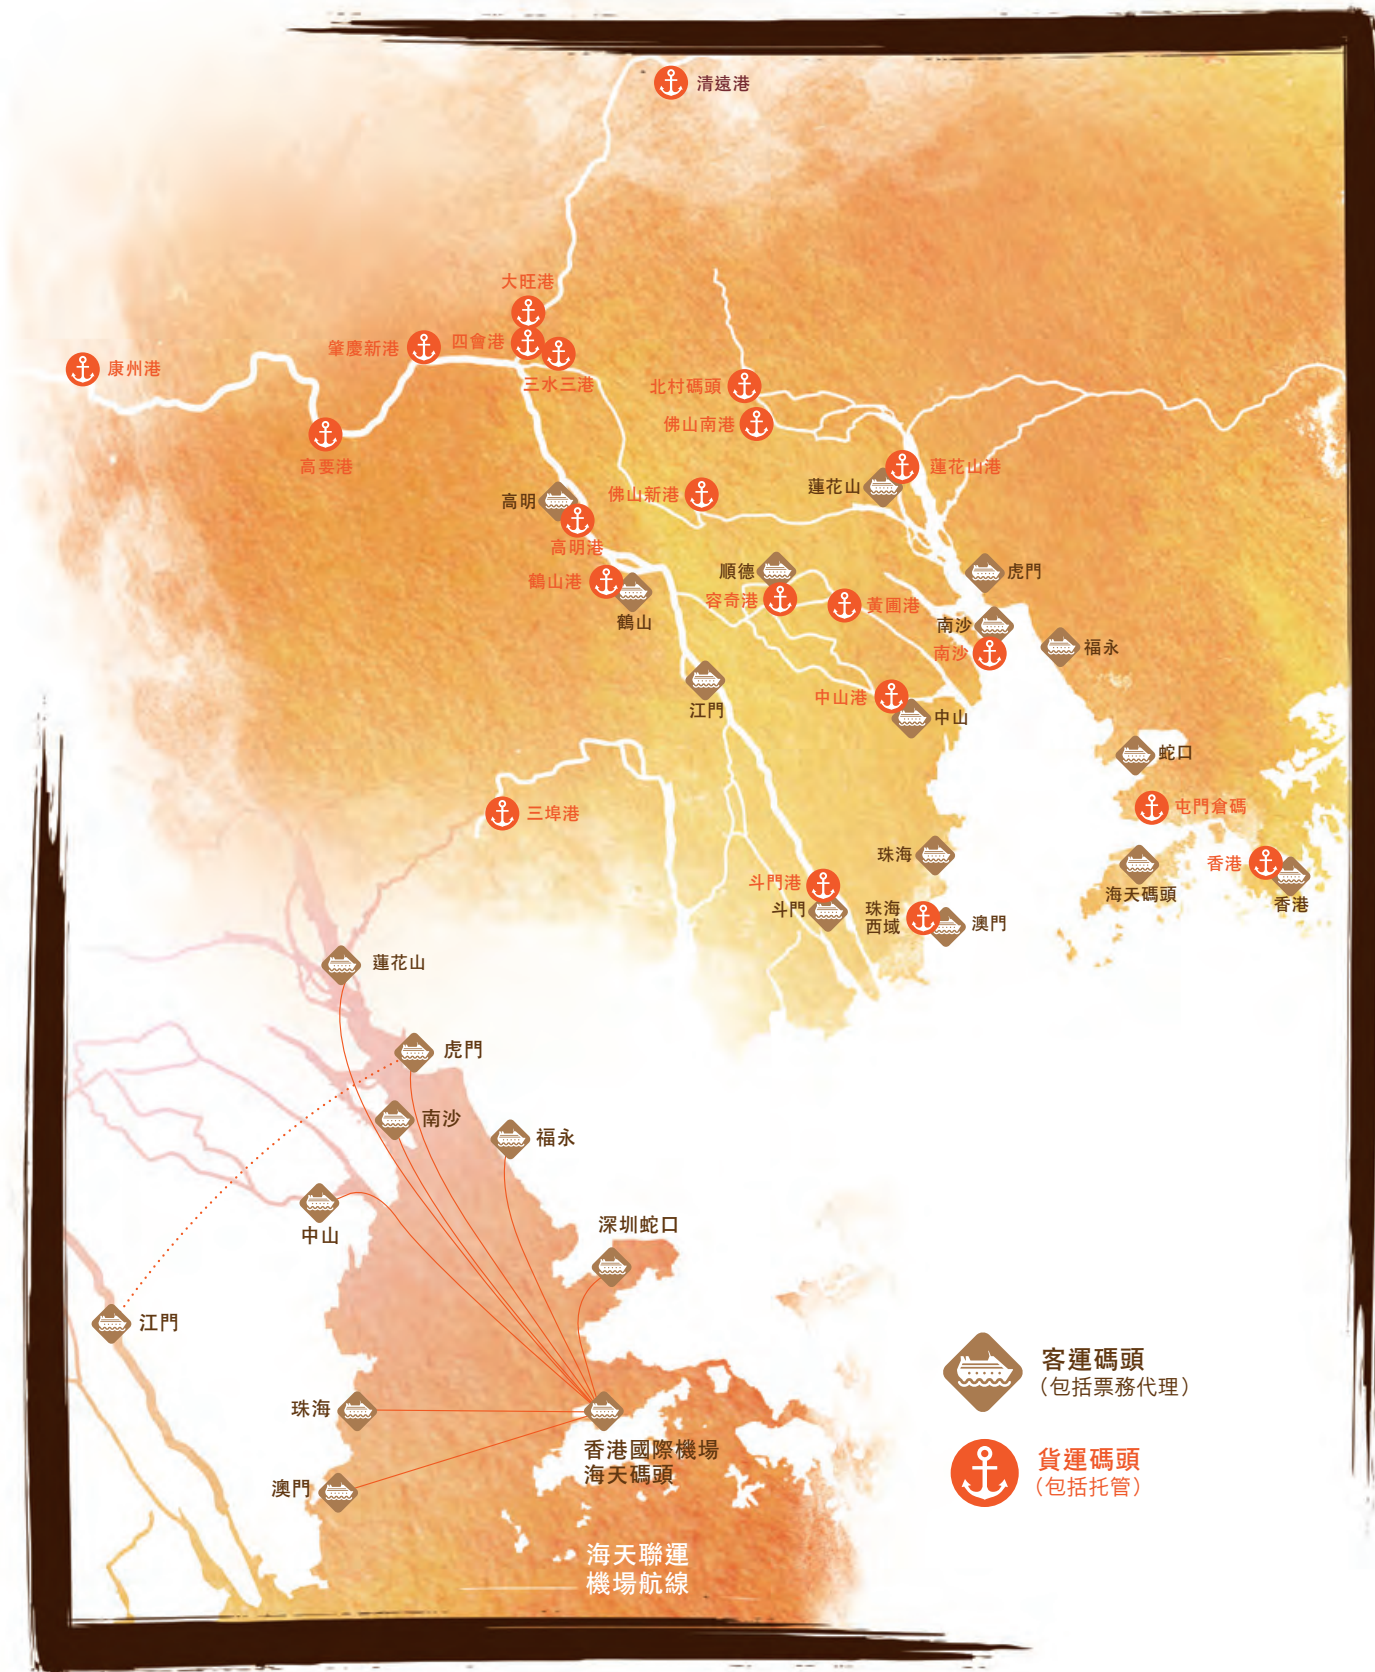 清遠港
大旺港
四會港
肇慶新港
三水三港
康州港
北村碼頭
佛山南港
高要港
蓮花山港
蓮花山
佛山新港
高明
高明港
順德
虎門
鶴山港
容奇港
黃圃港
鶴山
南沙
南沙
福永
中山港
江門
中山
蛇口
三埠港
屯門倉碼
珠海
香港
海天碼頭
香港
斗門港
斗門
珠海
西域
澳門
蓮花山
虎門
南沙
福永
中山
深圳蛇口
江門
珠海
香港國際機場
海天碼頭
澳門
海天聯運
機場航線
客運碼頭
（包括票務代理）
貨運碼頭
（包括托管）